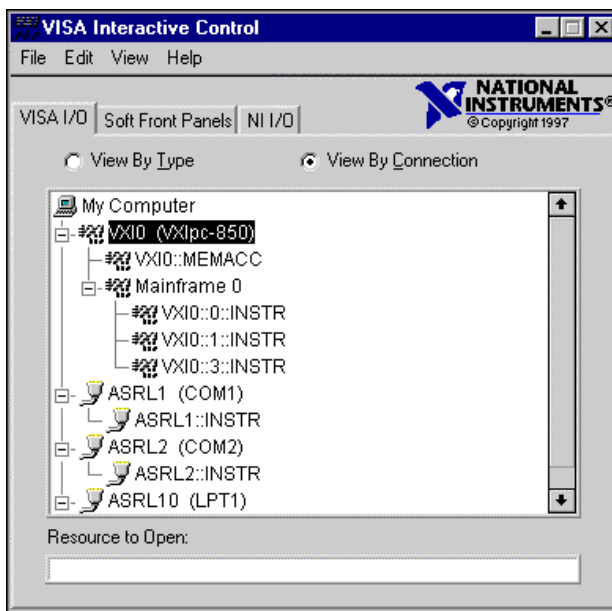 VISA Interactive Control
File Edit View Help
NATIONAL
INSTRUMENTS®
© Copyright 1997
VISA I/O Soft Front Panels NI I/O
View By Type View By Connection
My Computer
VXI0 (VXIpc-850)
VXI0::MEMACC
Mainframe 0
VXI0::0::INSTR
VXI0::1::INSTR
VXI0::3::INSTR
ASRL1 (COM1)
ASRL1::INSTR
ASRL2 (COM2)
ASRL2::INSTR
ASRL10 (LPT1)
Resource to Open: